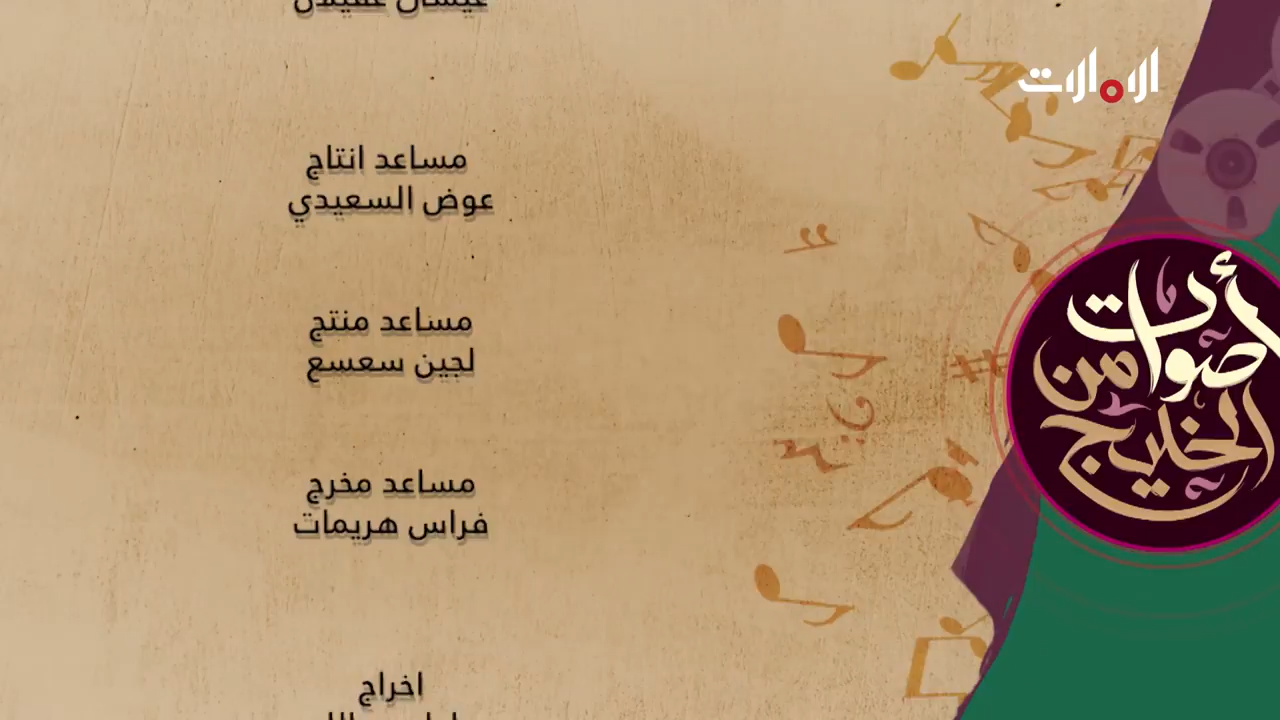 الامارات
مساعد انتاج
عوض السعيدي
مساعد منتج
لجين سعسع
مساعد مخرج
فراس هريمات
اخراج
أصوات
من
الخليج